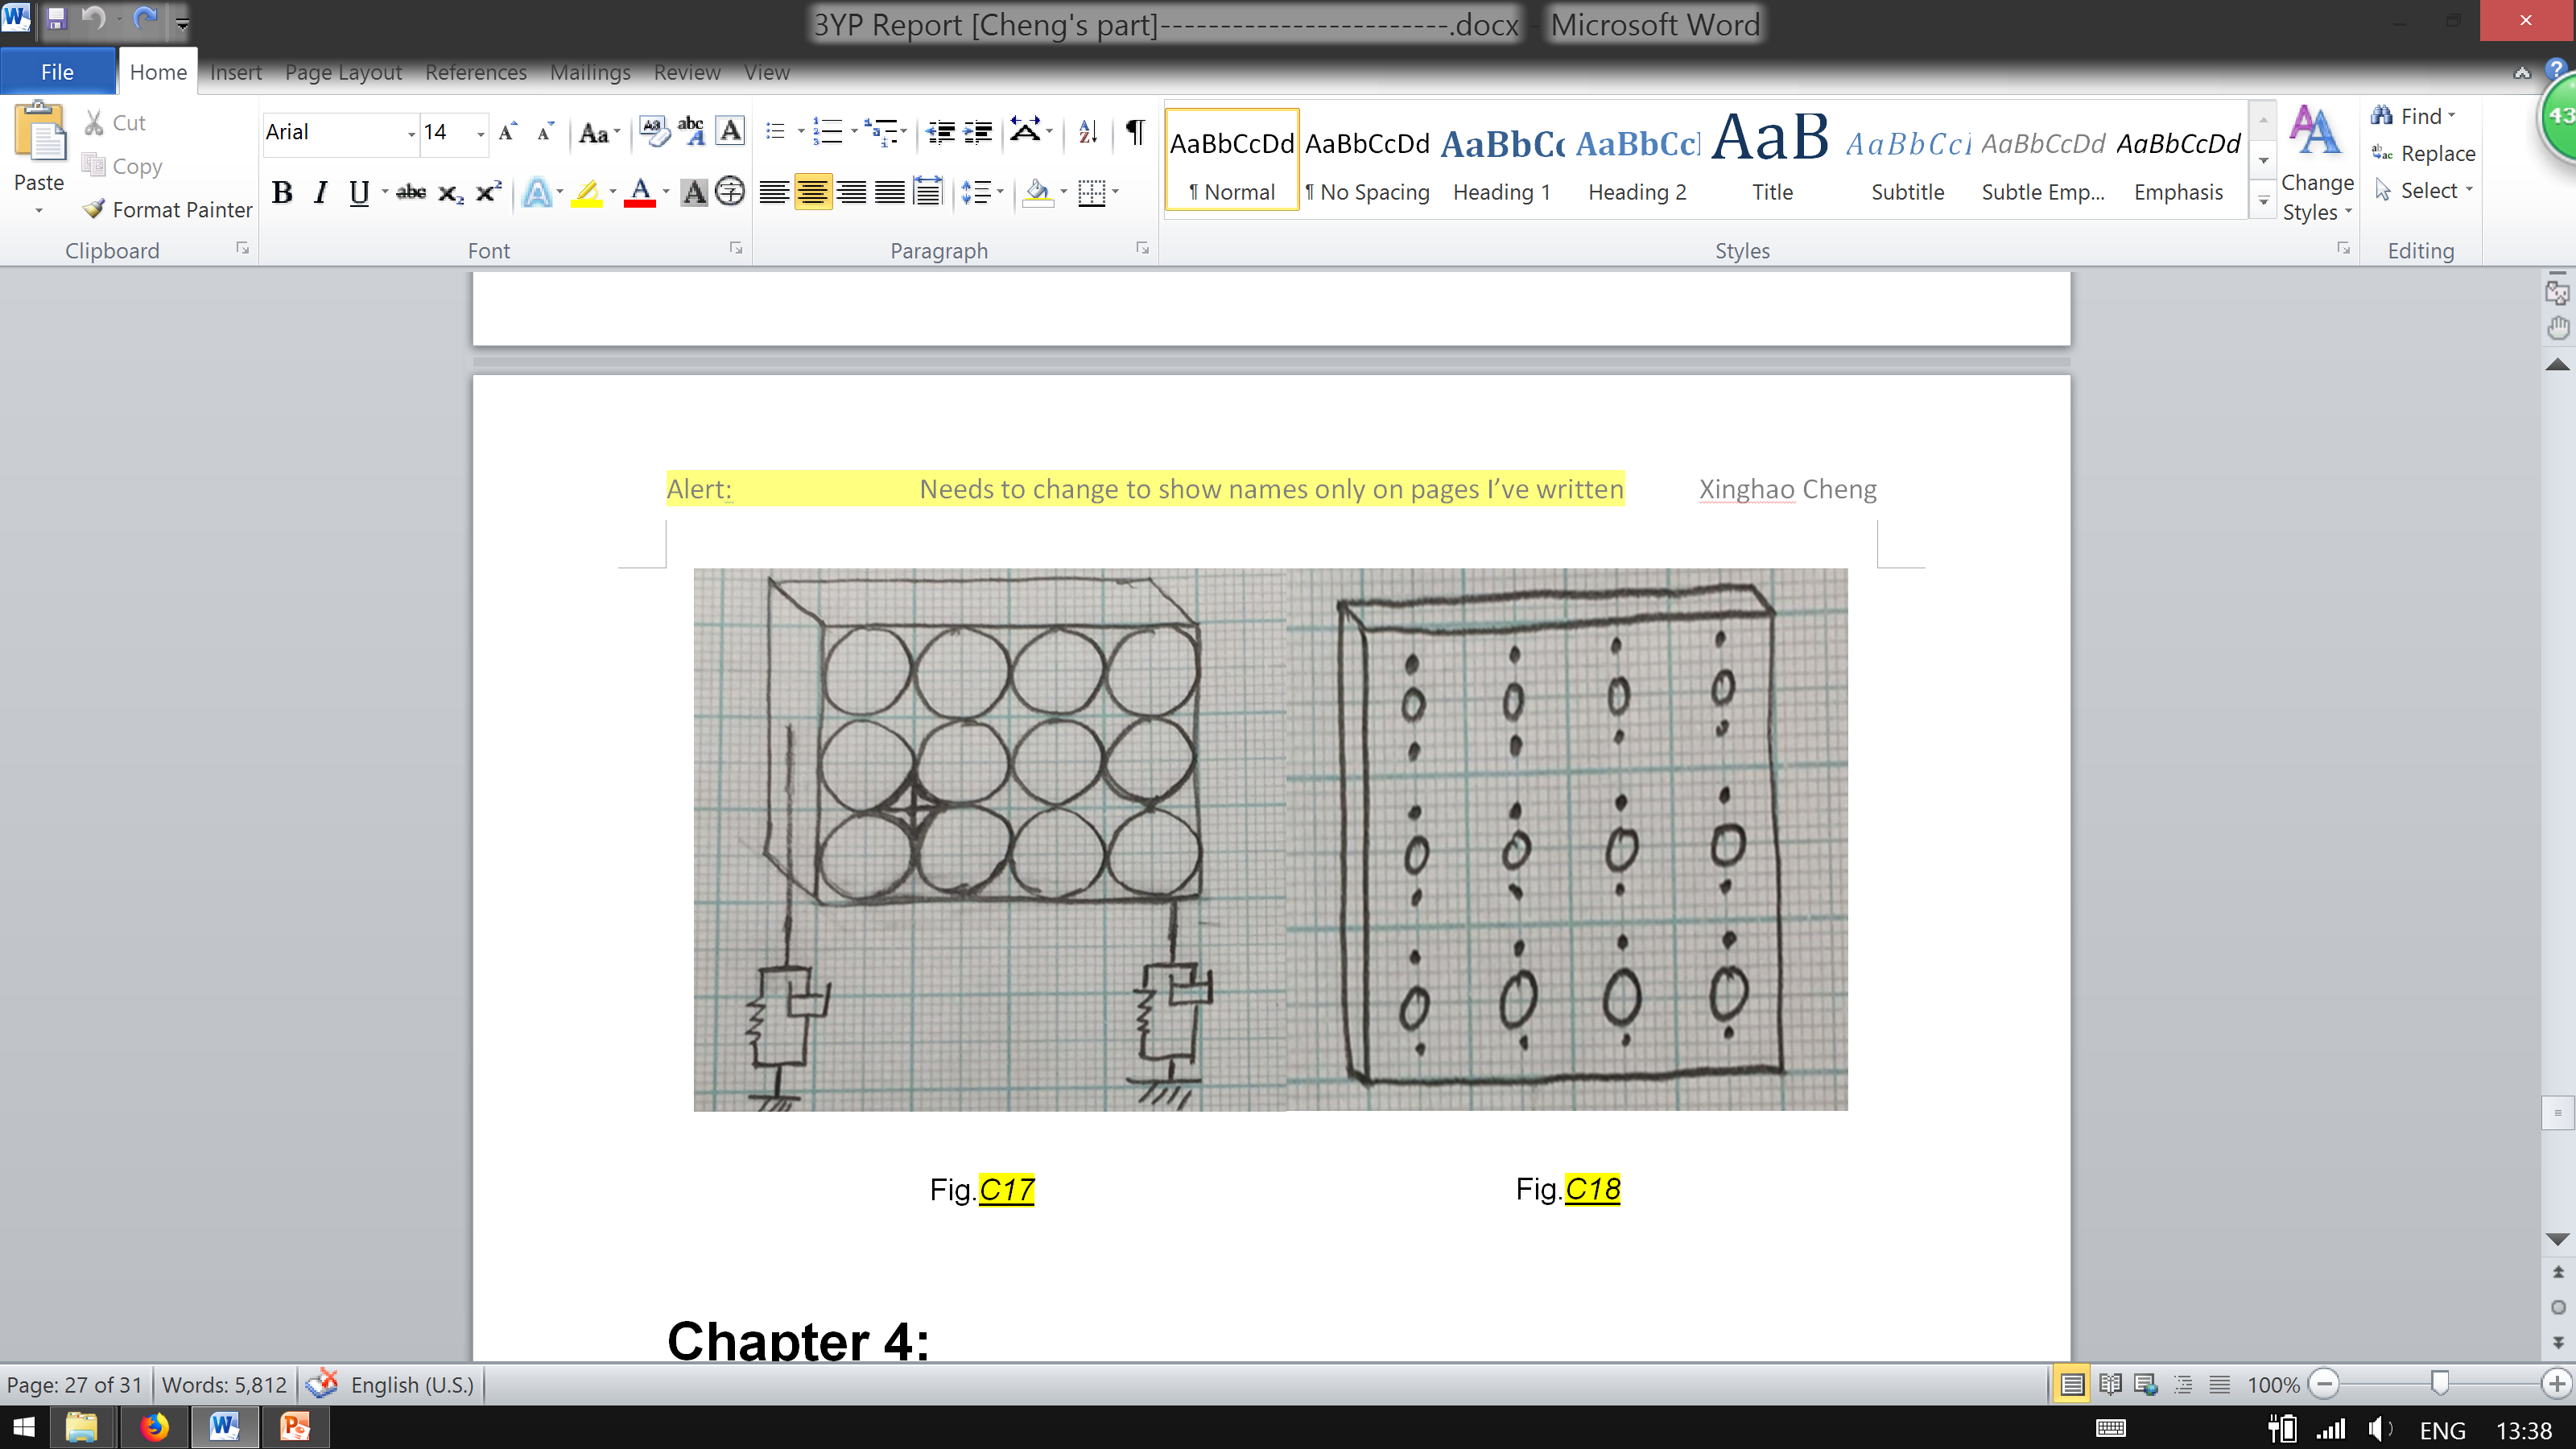 3YP Report [Cheng's part]------------------------.docx - Microsoft Word
File Home Insert Page Layout References Mailings Review View
43
Paste
Cut
Copy
Format Painter
Clipboard
Arial 14
Font
Paragraph
AaBbCcDd AaBbCcDd AaBbCc AaBbCcl AaB AaBbCcl AaBbCcDd AaBbCcDd
¶ Normal ¶ No Spacing Heading 1 Heading 2 Title Subtitle Subtle Emp... Emphasis
Change
Styles
Styles
Find
Replace
Select
Editing
Alert: Needs to change to show names only on pages I’ve written Xinghao Cheng
Fig.C17 Fig.C18
Chapter 4:
Page: 27 of 31 Words: 5,812 English (U.S.) 100%
ENG 13:38